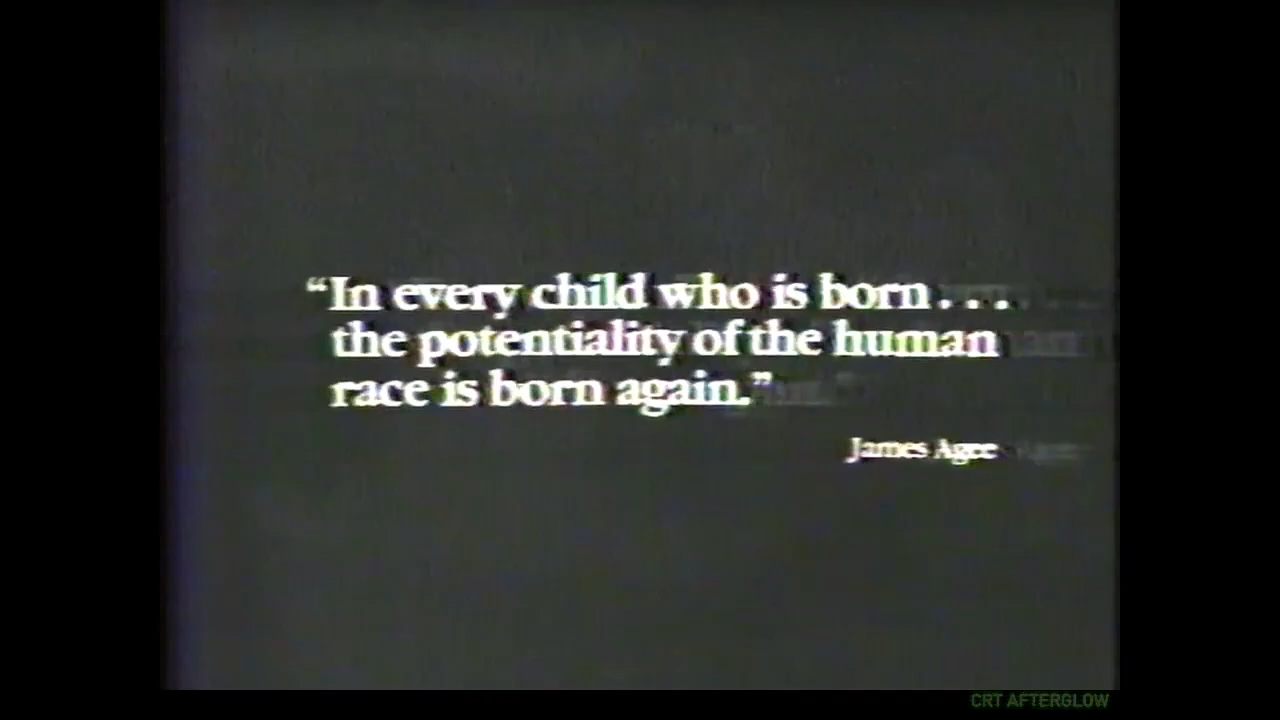 “In every child who is born . . .
the potentiality of the human
race is born again.”
James Agee
CRT AFTERGLOW